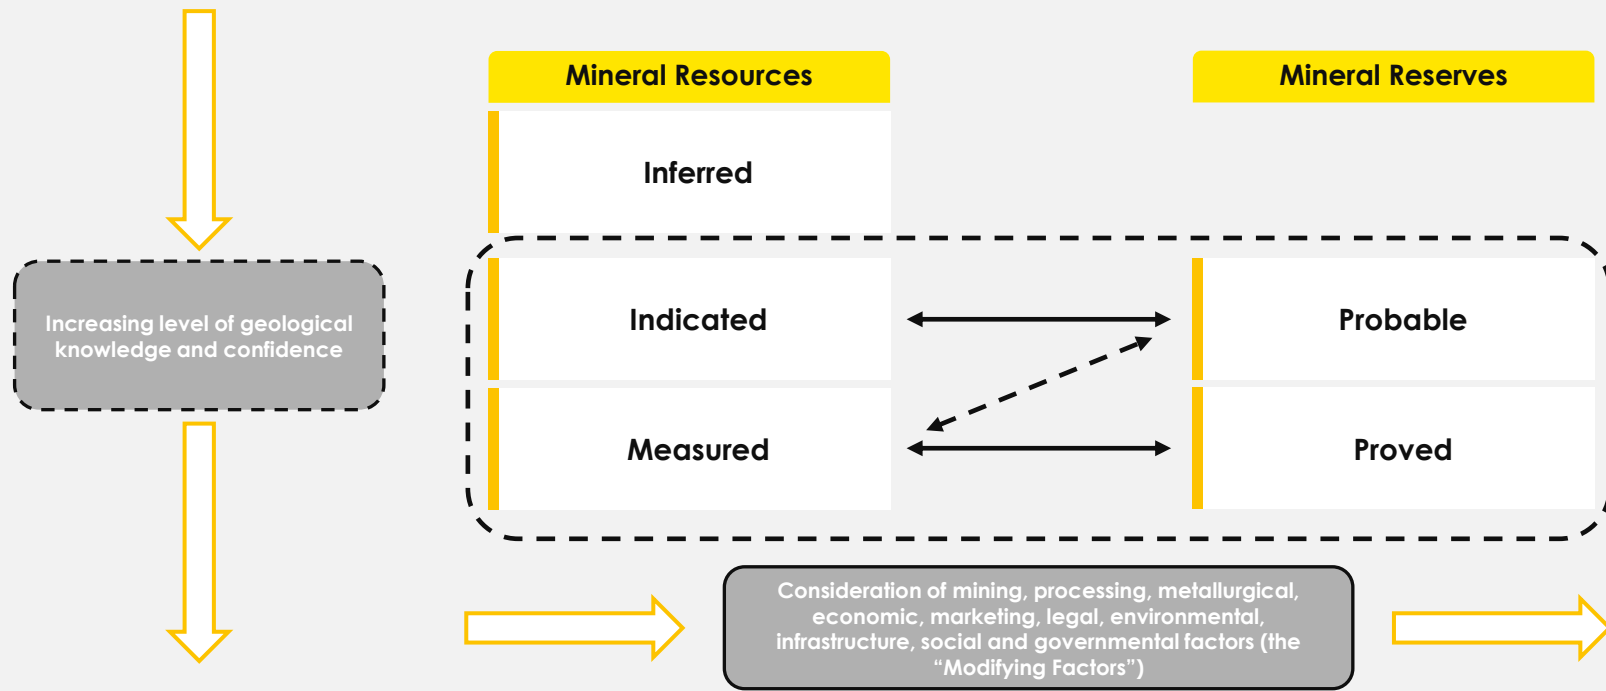 Mineral Resources
Mineral Reserves
Inferred
Increasing level of geological
knowledge and confidence
Indicated
Probable
Measured
Proved
Consideration of mining, processing, metallurgical,
economic, marketing, legal, environmental,
infrastructure, social and governmental factors (the
“Modifying Factors”)